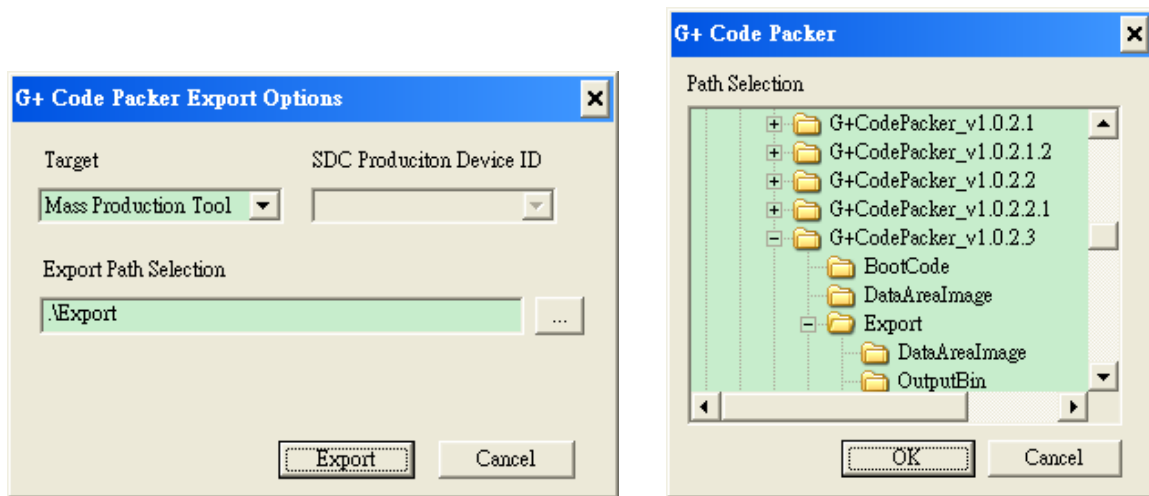 G+ Code Packer Export Options
Target
SDC Produciton Device ID
Mass Production Tool
Export Path Selection
.\Export
...
Export
Cancel
G+ Code Packer
Path Selection
G+CodePacker_v1.0.2.1
G+CodePacker_v1.0.2.1.2
G+CodePacker_v1.0.2.2
G+CodePacker_v1.0.2.2.1
G+CodePacker_v1.0.2.3
BootCode
DataAreaImage
Export
DataAreaImage
OutputBin
OK
Cancel